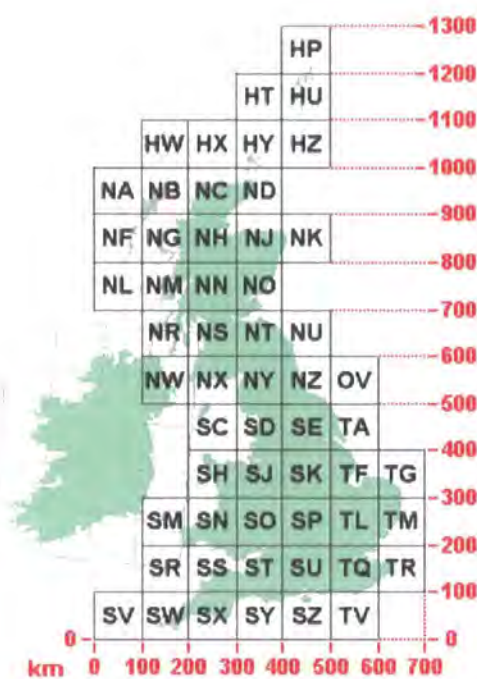 1300
HP
1200
HT HU
1100
HW HX HY HZ
1000
NA NB NC ND
900
NF NG NH NJ NK
800
NL NM NN NO
700
NR NS NT NU
600
NW NX NY NZ OV
500
SC SD SE TA
400
SH SJ SK TF TG
300
SM SN SO SP TL TM
200
SR SS ST SU TQ TR
100
SV SW SX SY SZ TV
0 0
km 0 100 200 300 400 500 600 700